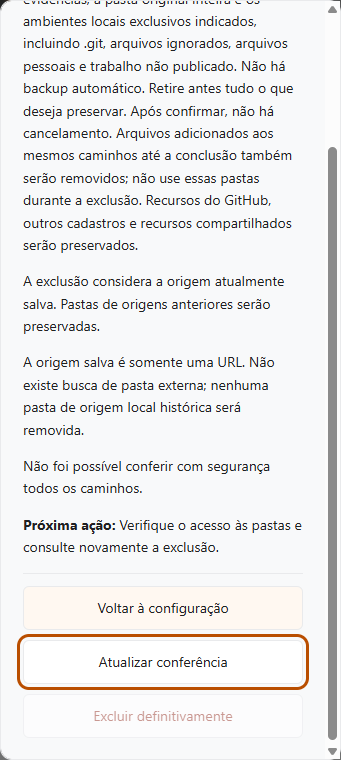 evidências, a pasta original inteira e os
ambientes locais exclusivos indicados,
incluindo .git, arquivos ignorados, arquivos
pessoais e trabalho não publicado. Não há
backup automático. Retire antes tudo o que
deseja preservar. Após confirmar, não há
cancelamento. Arquivos adicionados aos
mesmos caminhos até a conclusão também
serão removidos; não use essas pastas
durante a exclusão. Recursos do GitHub,
outros cadastros e recursos compartilhados
serão preservados.
A exclusão considera a origem atualmente
salva. Pastas de origens anteriores serão
preservadas.
A origem salva é somente uma URL. Não
existe busca de pasta externa; nenhuma
pasta de origem local histórica será
removida.
Não foi possível conferir com segurança
todos os caminhos.
Próxima ação: Verifique o acesso às pastas e
consulte novamente a exclusão.
Voltar à configuração
Atualizar conferência
Excluir definitivamente